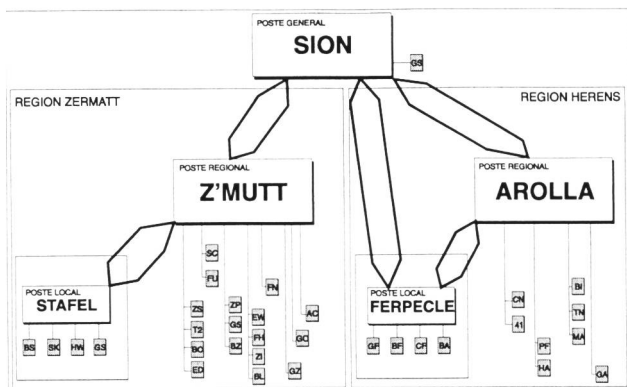 POSTE GENERAL
SION
GS
REGION ZERMATT
REGION HERENS
POSTE REGIONAL
Z'MUTT
POSTE REGIONAL
AROLLA
SC
FU
FN
POSTE LOCAL
STAFEL
POSTE LOCAL
FERPECLE
ZS
T2
BO
ED
ZP
GS
BZ
EW
FH
ZI
BL
AC
GC
GZ
CN
41
PF
HA
BI
TN
MA
GA
BS SK HW GS
GF BF CF BA